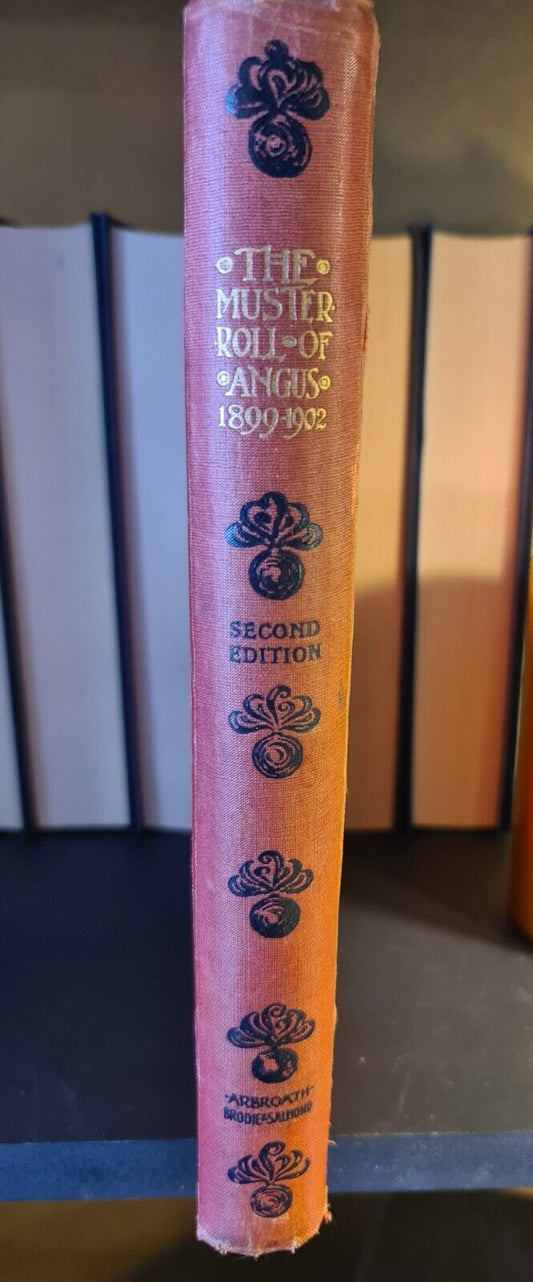 THE
MUSTER
ROLL·OF
ANGUS
1899-1902
SECOND
EDITION
·ARBROATH·
BRODIE & SALMOND